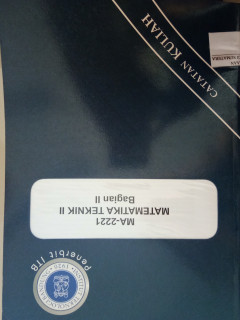 CATATAN KULIAH
MA-2221
MATEMATIKA TEKNIK II
Bagian II
Penerbit ITB